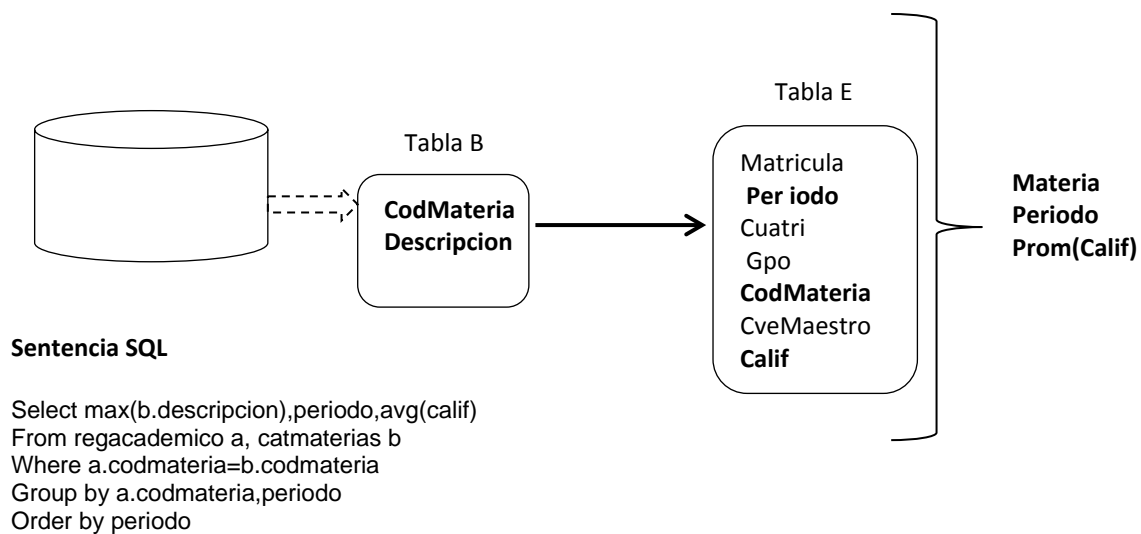 Tabla E
Tabla B
CodMateria
Descripcion
Matricula
Per iodo
Cuatri
Gpo
CodMateria
CveMaestro
Calif
Materia
Periodo
Prom(Calif)
Sentencia SQL
Select max(b.descripcion),periodo,avg(calif)
From regacademico a, catmaterias b
Where a.codmateria=b.codmateria
Group by a.codmateria,periodo
Order by periodo